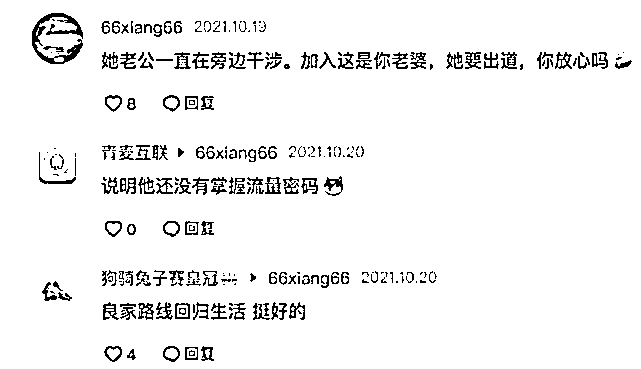 66xiang66 2021.10.19
她老公一直在旁边干涉。加入这是你老婆，她要出道，你放心吗
8 回复
青麦互联 ▸ 66xiang66 2021.10.20
说明他还没有掌握流量密码
0 回复
狗骑兔子赛皇冠 ▸ 66xiang66 2021.10.20
良家路线回归生活 挺好的
4 回复